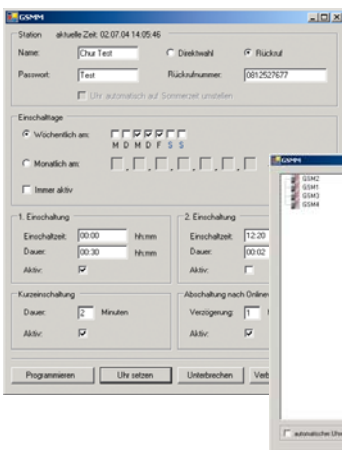 GSMM
Station aktuelle Zeit: 02.07.04 14:05:46
Name: Chur Test Direktwahl Rückruf
Passwort: Test Rückrufnummer: 0812527677
Uhr automatisch auf Sommerzeit umstellen
Einschalttage
Wöchentlich am:
M D M D F S S
Monatlich am:
Immer aktiv
1. Einschaltung
Einschaltzeit: 00:00 hh:mm
Dauer: 00:30 hh:mm
Aktiv:
2. Einschaltung
Einschaltzeit: 12:20
Dauer: 00:02
Aktiv:
Kurzeinschaltung
Dauer: 2 Minuten
Aktiv:
Abschaltung nach Online
Verzögerung: 1
Aktiv:
Programmieren Uhr setzen Unterbrechen Verb
GSMM
GSM2
GSM1
GSM3
GSM4
automatischer Uhr